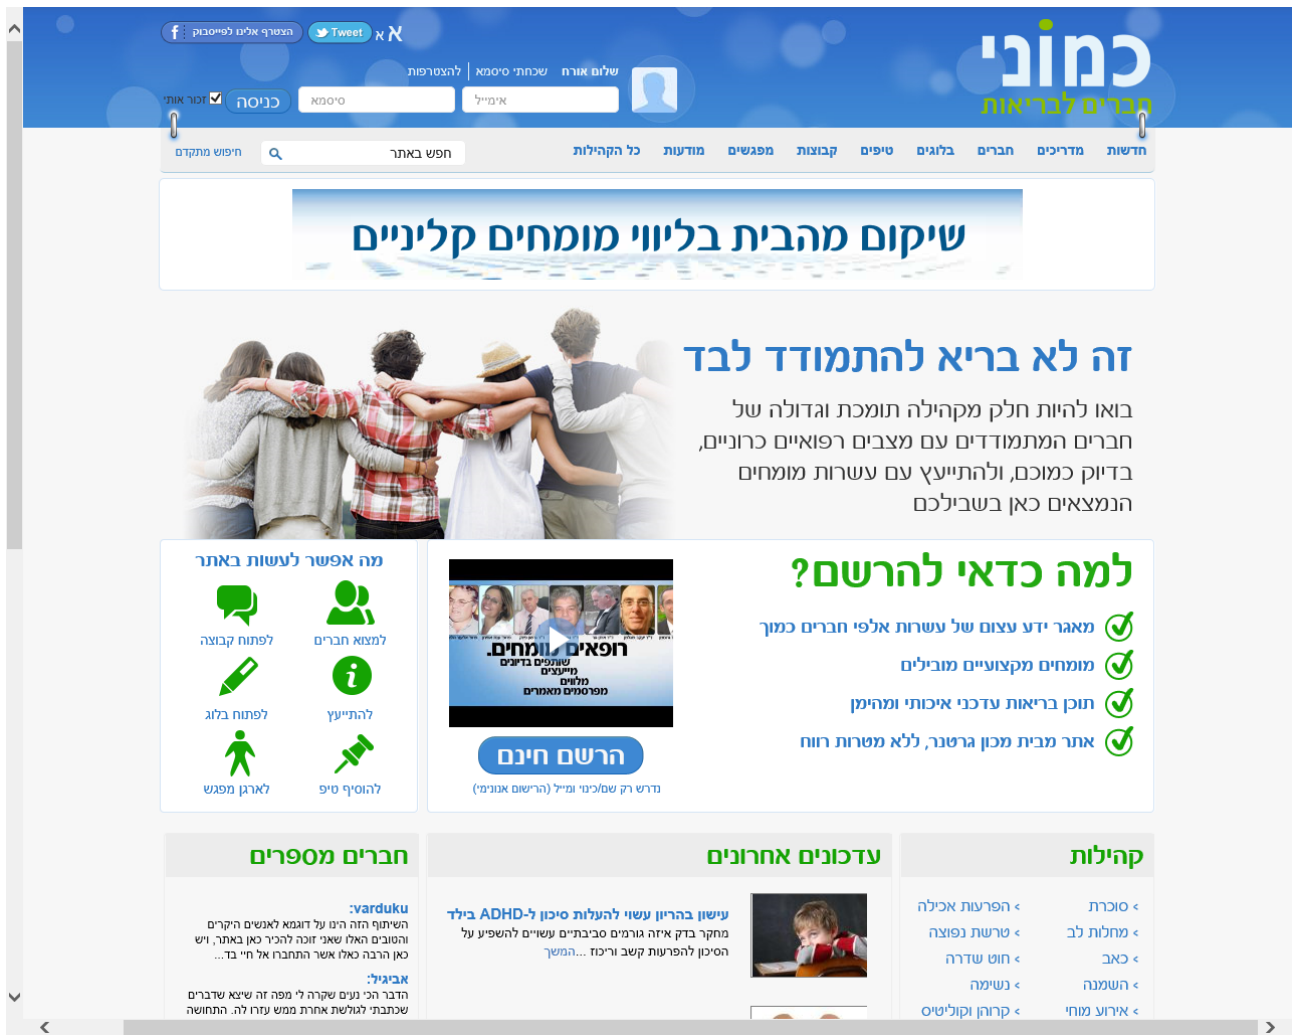 כמוני
חברים לבריאות
א א
Tweet
הצטרף אלינו לפייסבוק
שלום אורח
שכחתי סיסמא | להצטרפות
אימייל
סיסמא
כניסה
זכור אותי
חדשות
מדריכים
חברים
בלוגים
טיפים
קבוצות
מפגשים
מודעות
כל הקהילות
חפש באתר
חיפוש מתקדם
שיקום מהבית בליווי מומחים קליניים
זה לא בריא להתמודד לבד
בואו להיות חלק מקהילה תומכת וגדולה של
חברים המתמודדים עם מצבים רפואיים כרוניים,
בדיוק כמוכם, ולהתייעץ עם עשרות מומחים
הנמצאים כאן בשבילכם
למה כדאי להרשם?
מאגר ידע עצום של עשרות אלפי חברים כמוך
מומחים מקצועיים מובילים
תוכן בריאות עדכני איכותי ומהימן
אתר מבית מכון גרטנר, ללא מטרות רווח
רופאים מומחים.
שותפים בדיונים
מייעצים
מלווים
מפרסמים מאמרים
הרשם חינם
נדרש רק שם/כינוי ומייל (הרישום אנונימי)
מה אפשר לעשות באתר
למצוא חברים
לפתוח קבוצה
להתייעץ
לפתוח בלוג
להוסיף טיפ
לארגן מפגש
קהילות
› סוכרת
› הפרעות אכילה
› מחלות לב
› טרשת נפוצה
› כאב
› חוט שדרה
› השמנה
› נשימה
› אירוע מוחי
› קרוהן וקוליטיס
עדכונים אחרונים
עישון בהריון עשוי להעלות סיכון ל-ADHD בילד
מחקר בדק איזה גורמים סביבתיים עשויים להשפיע על
הסיכון להפרעות קשב וריכוז ...המשך
חברים מספרים
varduku:
השיתוף הזה הינו על דוגמא לאנשים היקרים
והטובים האלו שאני זוכה להכיר כאן באתר, ויש
כאן הרבה כאלו אשר התחברו אל חיי בד...
אביגיל:
הדבר הכי נעים שקרה לי מפה זה שיצא שדברים
שכתבתי לגולשת אחרת ממש עזרו לה. התחושה